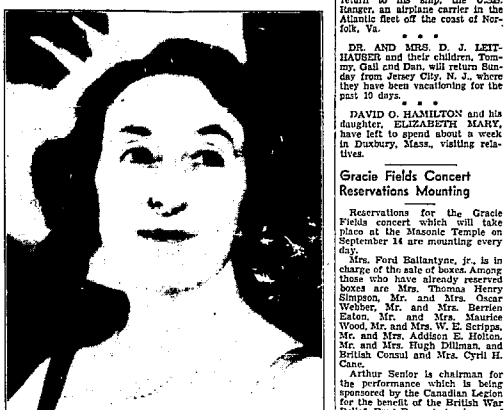 return to his ship, the U.S.S.
Ranger, an airplane carrier in the
Atlantic fleet off the coast of Nor-
folk, Va.
* * *
DR. AND MRS. D. J. LEIT-
HAUSER and their children, Tom-
my, Gail and Dan, will return Sun-
day from Jersey City, N. J., where
they have been vacationing for the
past 10 days.
* * *
DAVID O. HAMILTON and his
daughter, ELIZABETH MARY,
have left to spend about a week
in Duxbury, Mass., visiting rela-
tives.
Gracie Fields Concert
Reservations Mounting
Reservations for the Gracie
Fields concert which will take
place at the Masonic Temple on
September 14 are mounting every
day.
Mrs. Ford Ballantyne, jr., is in
charge of the sale of boxes. Among
those who have already reserved
boxes are Mrs. Thomas Henry
Simpson, Mr. and Mrs. Oscar
Webber, Mr. and Mrs. Berrien
Eaton, Mr. and Mrs. Maurice
Wood, Mr. and Mrs. W. E. Scripps,
Mr. and Mrs. Addison E. Holton,
Mr. and Mrs. Hugh Dillman, and
British Consul and Mrs. Cyril H.
Cane.
Arthur Senior is chairman for
the performance which is being
sponsored by the Canadian Legion
for the benefit of the British War